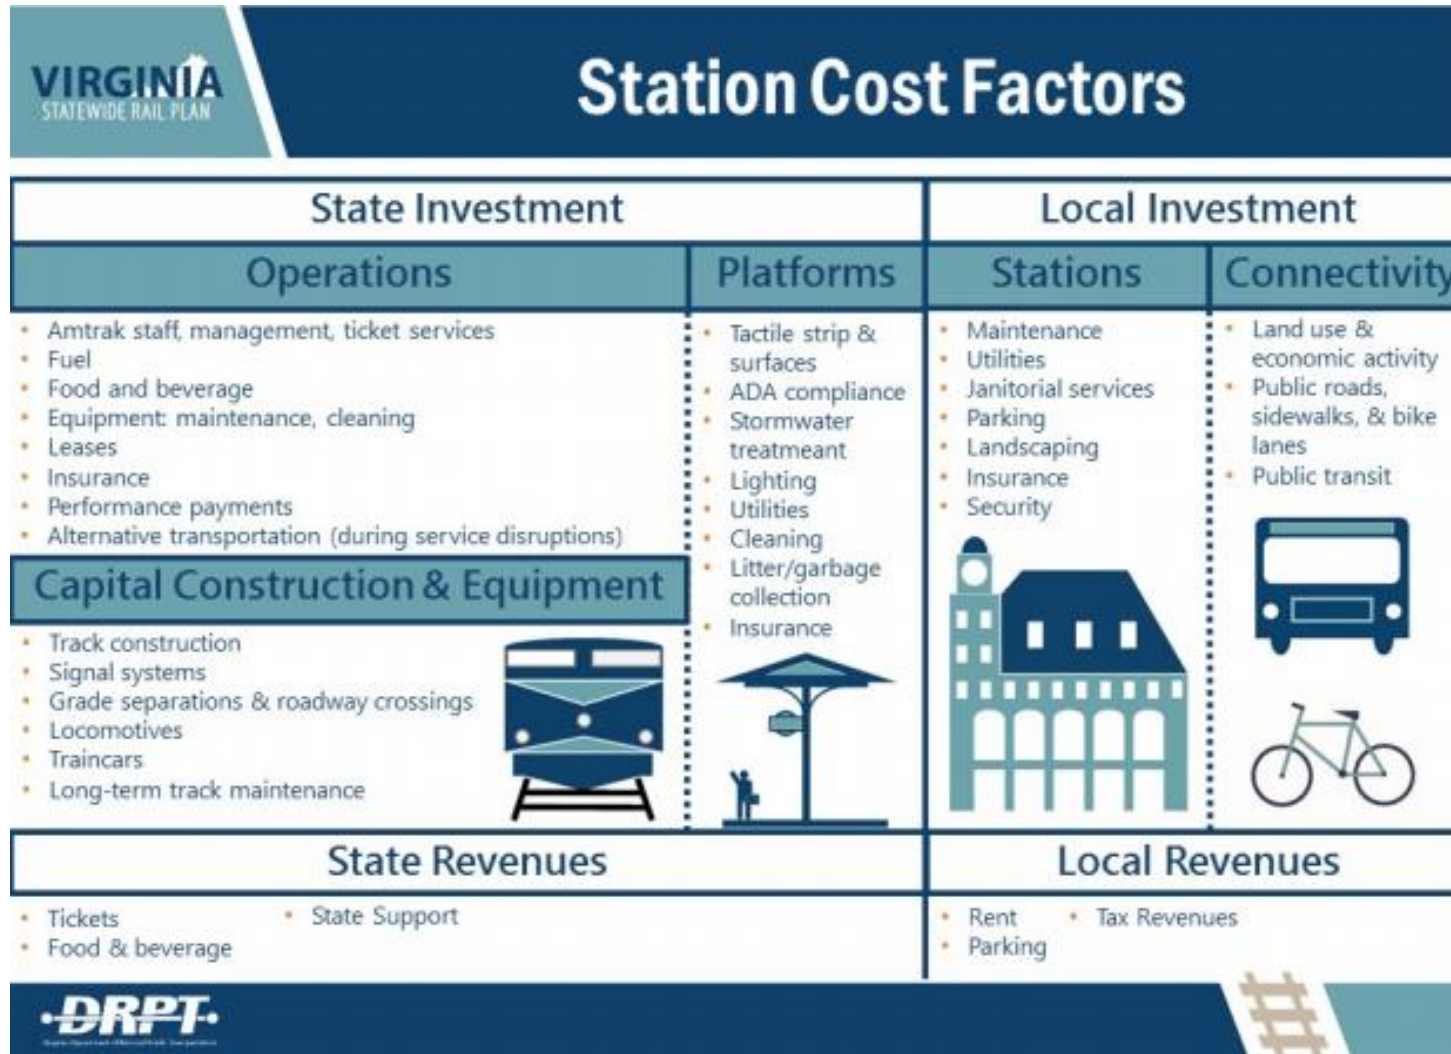 VIRGINIA
STATEWIDE RAIL PLAN
Station Cost Factors
State Investment
Operations
• Amtrak staff, management, ticket services
• Fuel
• Food and beverage
• Equipment: maintenance, cleaning
• Leases
• Insurance
• Performance payments
• Alternative transportation (during service disruptions)
Capital Construction & Equipment
• Track construction
• Signal systems
• Grade separations & roadway crossings
• Locomotives
• Traincars
• Long-term track maintenance
Platforms
• Tactile strip &
surfaces
• ADA compliance
• Stormwater
treatmeant
• Lighting
• Utilities
• Cleaning
• Litter/garbage
collection
• Insurance
Local Investment
Stations
• Maintenance
• Utilities
• Janitorial services
• Parking
• Landscaping
• Insurance
• Security
Connectivity
• Land use &
economic activity
• Public roads,
sidewalks, & bike
lanes
• Public transit
State Revenues
• Tickets
• Food & beverage
• State Support
Local Revenues
• Rent
• Parking
• Tax Revenues
DRPT